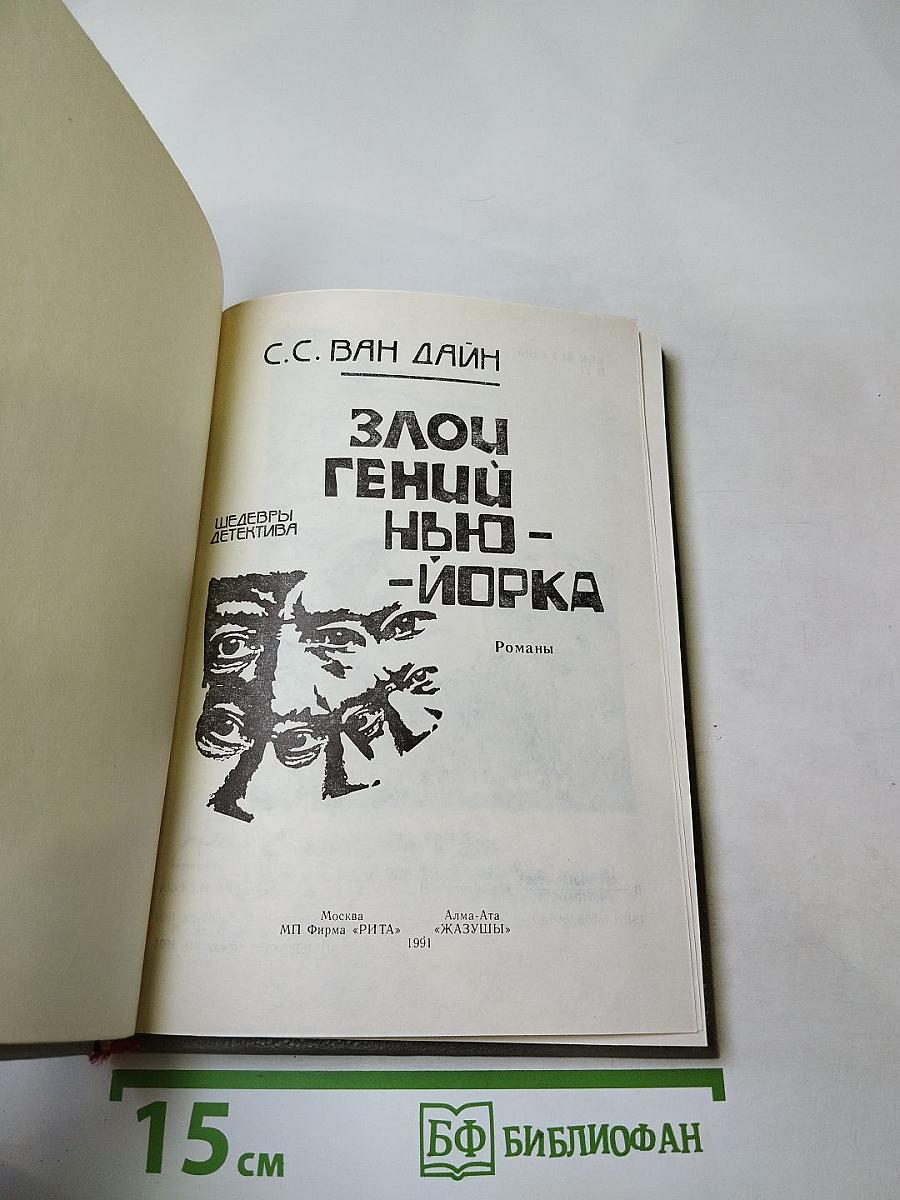 С.С. ВАН ДАЙН
ЗЛОЙ
ГЕНИЙ
НЬЮ-
-ЙОРКА
ШЕДЕВРЫ
ДЕТЕКТИВА
Романы
Москва
МП Фирма «РИТА»
Алма-Ата
«ЖАЗУШЫ»
1991
15 см
БФ БИБЛИОФАН